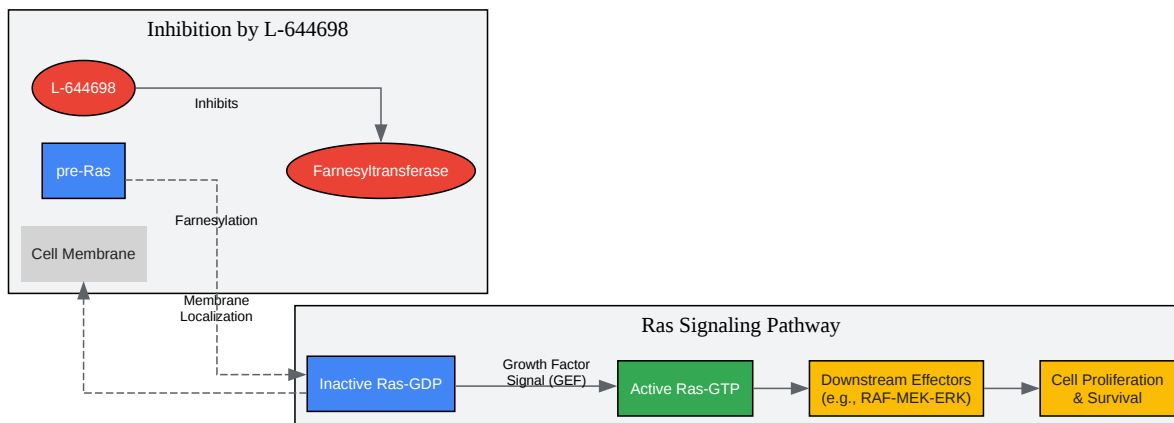 Inhibition by L-644698
L-644698
Inhibits
pre-Ras
Farnesyltransferase
Farnesylation
Cell Membrane
Membrane
Localization
Ras Signaling Pathway
Inactive Ras-GDP
Growth Factor
Signal (GEF)
Active Ras-GTP
Downstream Effectors
(e.g., RAF-MEK-ERK)
Cell Proliferation
& Survival